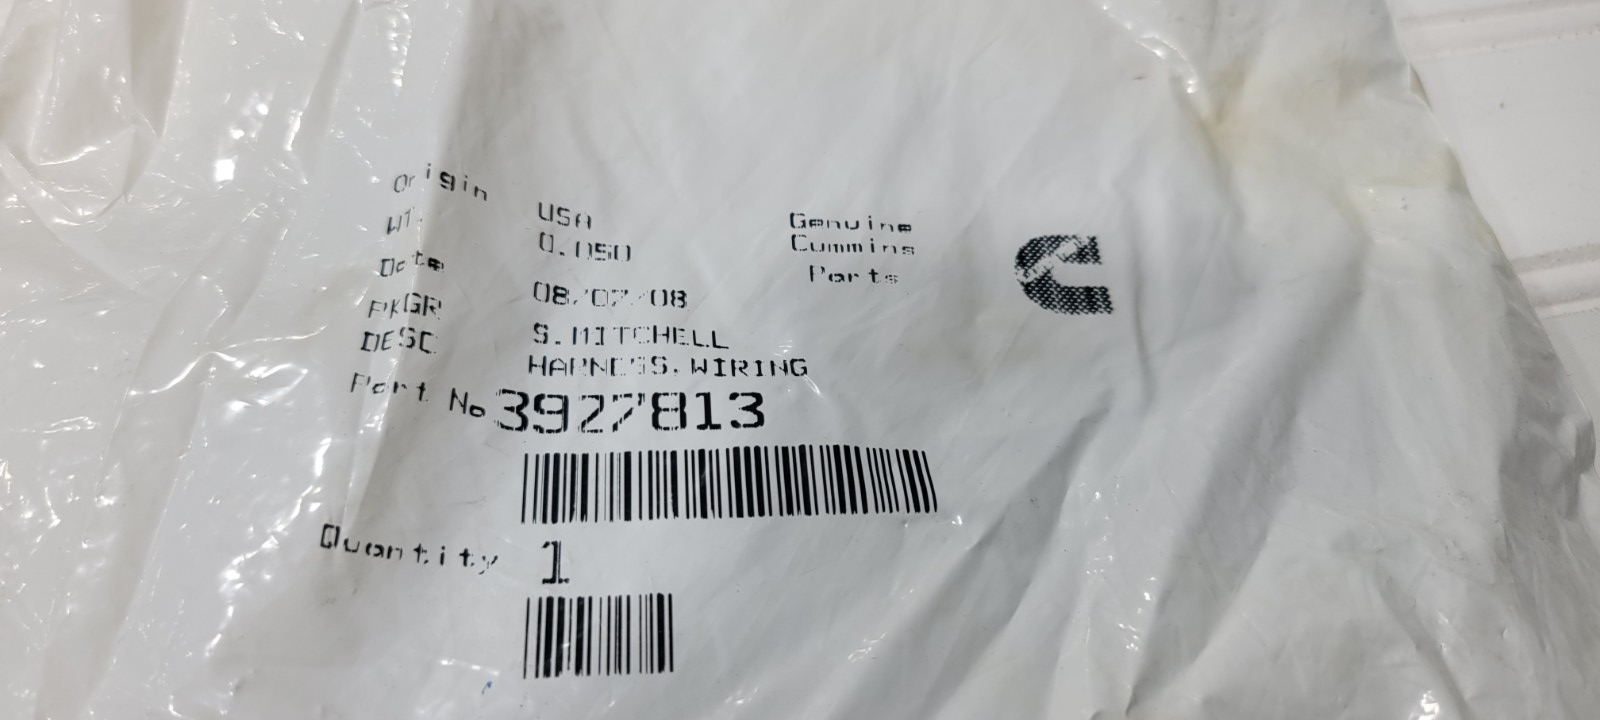 Origin USA
WT. 0.050
Date 08/07/08
PKGR S.MITCHELL
DESC HARNESS,WIRING
Part No 3927813
Quantity 1
Genuine
Cummins
Parts